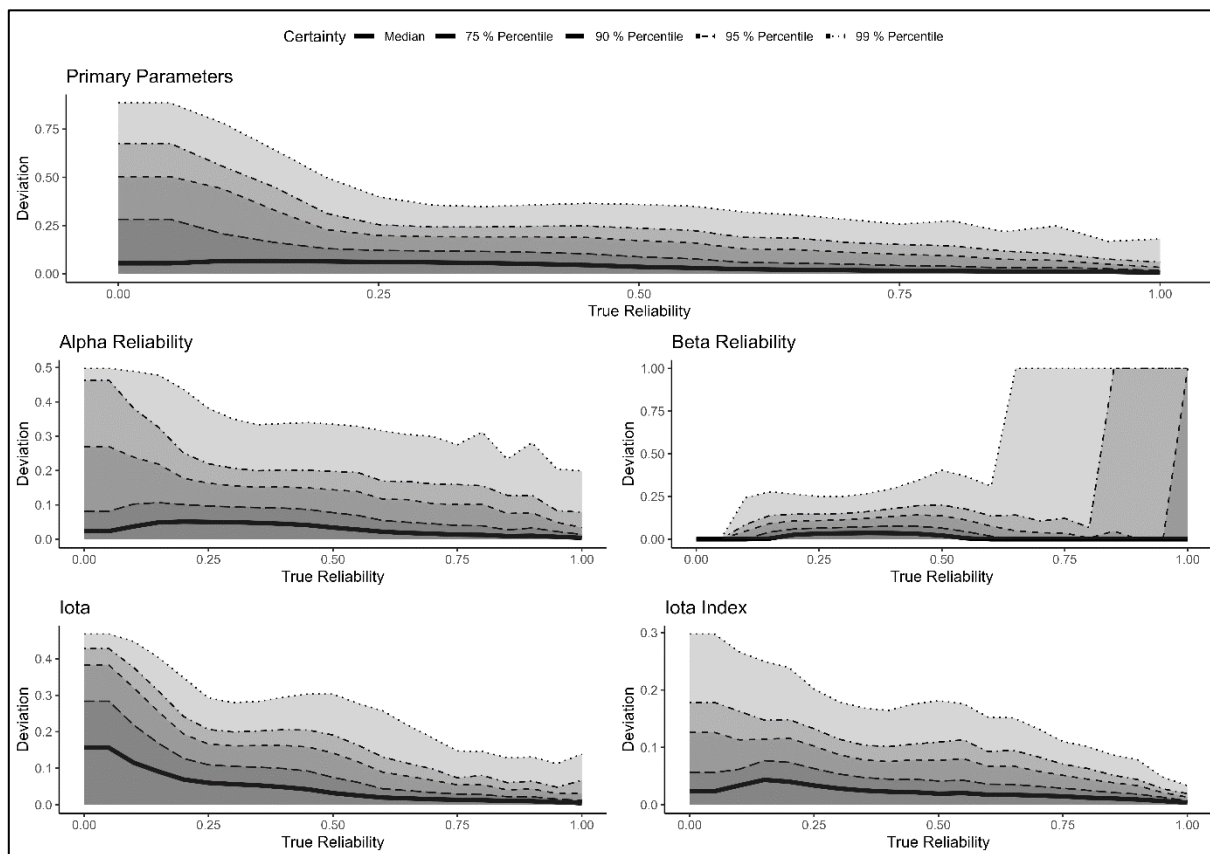 Certainty Median 75 % Percentile 90 % Percentile 95 % Percentile 99 % Percentile
Primary Parameters
Deviation
0.75
0.50
0.25
0.00
0.00 0.25 0.50 0.75 1.00
True Reliability
Alpha Reliability
Deviation
0.5
0.4
0.3
0.2
0.1
0.0
0.00 0.25 0.50 0.75 1.00
True Reliability
Beta Reliability
Deviation
1.00
0.75
0.50
0.25
0.00
0.00 0.25 0.50 0.75 1.00
True Reliability
Iota
Deviation
0.4
0.3
0.2
0.1
0.0
0.00 0.25 0.50 0.75 1.00
True Reliability
Iota Index
Deviation
0.3
0.2
0.1
0.0
0.00 0.25 0.50 0.75 1.00
True Reliability